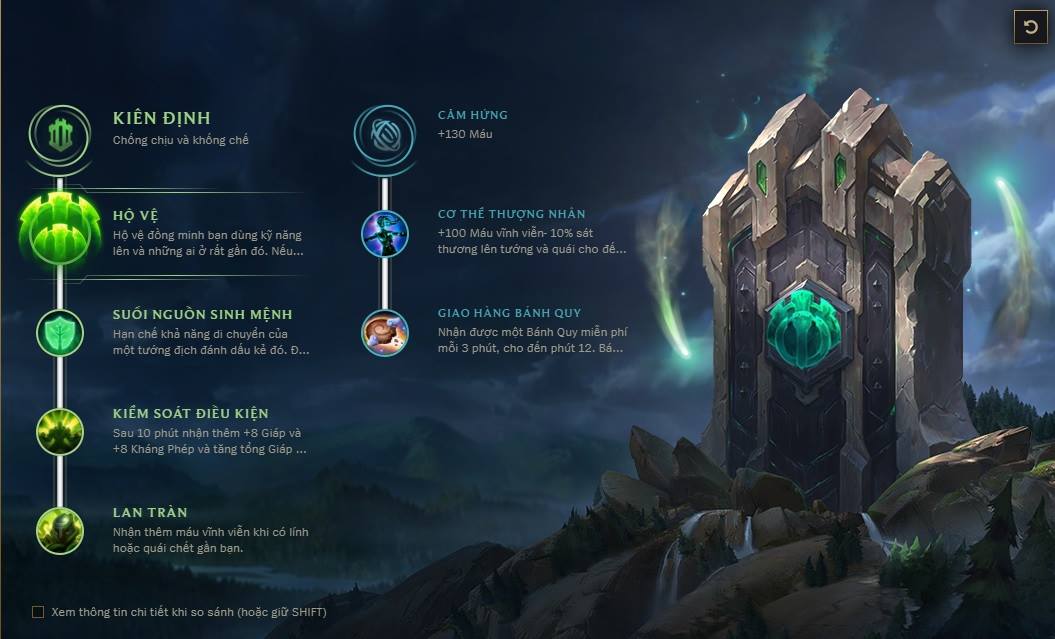 KIÊN ĐỊNH
Chống chịu và khống chế
HỘ VỆ
Hộ vệ đồng minh bạn dùng kỹ năng
lên và những ai ở rất gần đó. Nếu...
SUỐI NGUỒN SINH MỆNH
Hạn chế khả năng di chuyển của
một tướng địch đánh dấu kẻ đó. Đ...
KIỂM SOÁT ĐIỀU KIỆN
Sau 10 phút nhận thêm +8 Giáp và
+8 Kháng Phép và tăng tổng Giáp ...
LAN TRÀN
Nhận thêm máu vĩnh viễn khi có lính
hoặc quái chết gần bạn.
CẢM HỨNG
+130 Máu
CƠ THỂ THƯỢNG NHÂN
+100 Máu vĩnh viễn- 10% sát
thương lên tướng và quái cho đế...
GIAO HÀNG BÁNH QUY
Nhận được một Bánh Quy miễn phí
mỗi 3 phút, cho đến phút 12. Bá...
Xem thông tin chi tiết khi so sánh (hoặc giữ SHIFT)